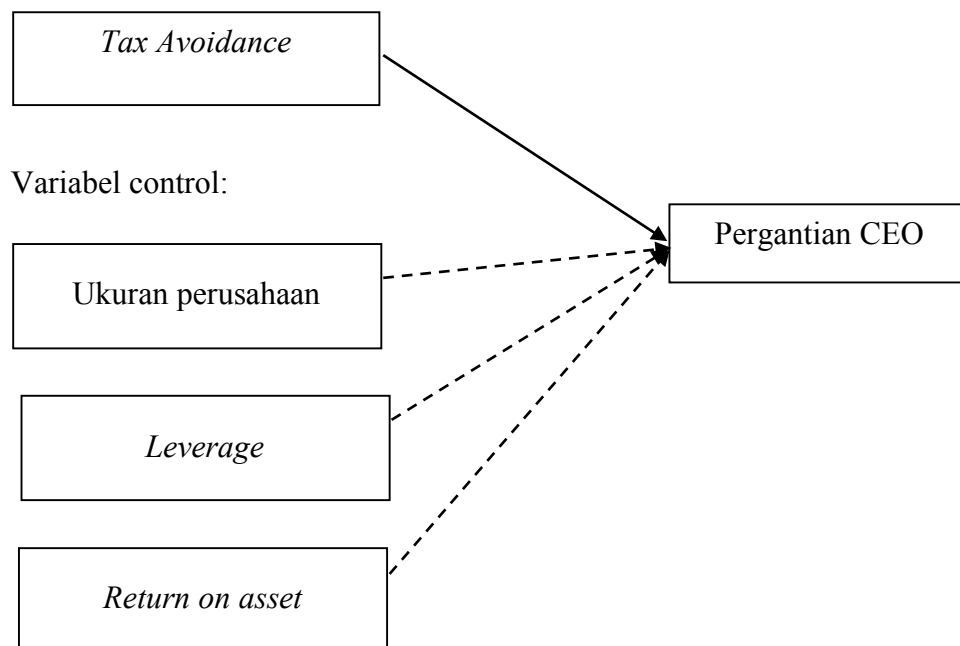 Tax Avoidance
Variabel control:
Pergantian CEO
Ukuran perusahaan
Leverage
Return on asset